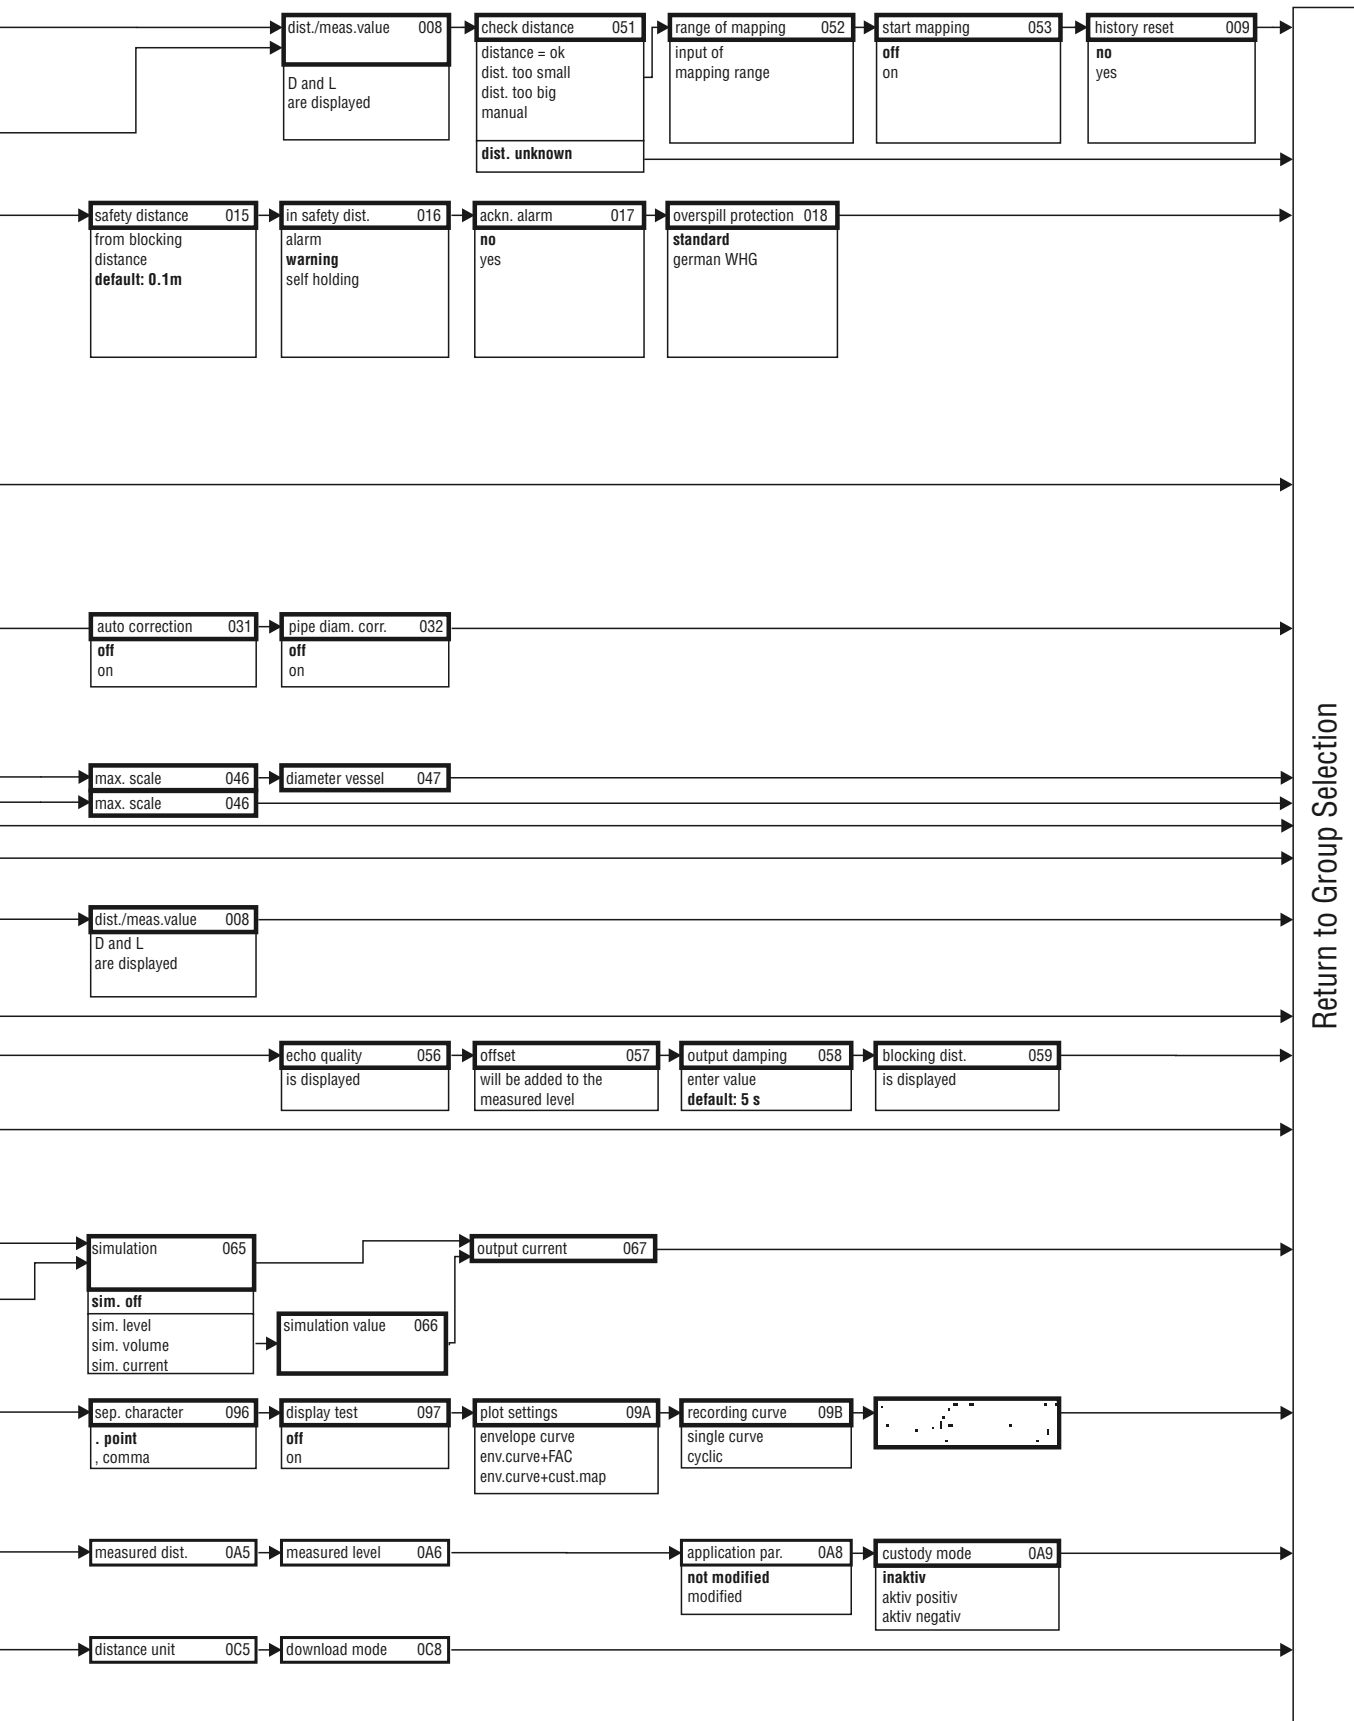 dist./meas.value 008
D and L
are displayed
check distance 051
distance = ok
dist. too small
dist. too big
manual
dist. unknown
range of mapping 052
input of
mapping range
start mapping 053
off
on
history reset 009
no
yes
safety distance 015
from blocking
distance
default: 0.1m
in safety dist. 016
alarm
warning
self holding
ackn. alarm 017
no
yes
overspill protection 018
standard
german WHG
auto correction 031
off
on
pipe diam. corr. 032
off
on
max. scale 046
diameter vessel 047
max. scale 046
dist./meas.value 008
D and L
are displayed
echo quality 056
is displayed
offset 057
will be added to the
measured level
output damping 058
enter value
default: 5 s
blocking dist. 059
is displayed
simulation 065
sim. off
sim. level
sim. volume
sim. current
simulation value 066
output current 067
sep. character 096
. point
, comma
display test 097
off
on
plot settings 09A
envelope curve
env.curve+FAC
env.curve+cust.map
recording curve 09B
single curve
cyclic
measured dist. 0A5
measured level 0A6
application par. 0A8
not modified
modified
custody mode 0A9
inaktiv
aktiv positiv
aktiv negativ
distance unit 0C5
download mode 0C8
Return to Group Selection